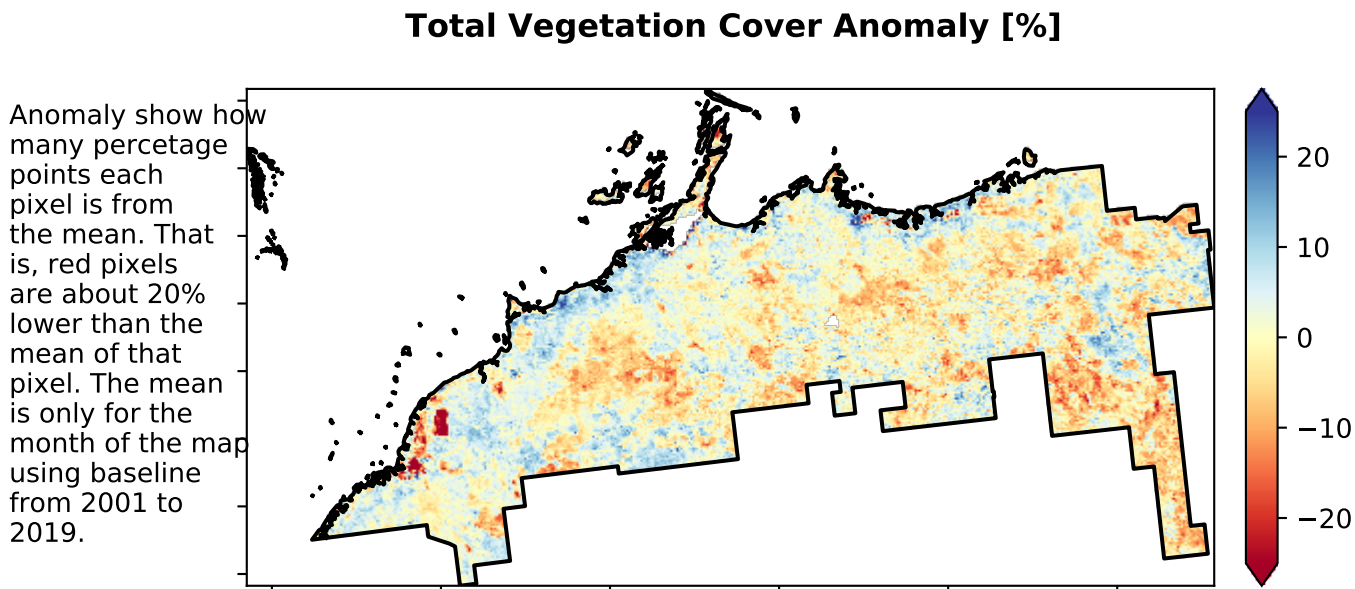 Total Vegetation Cover Anomaly [%]
Anomaly show how
many percetage
points each
pixel is from
the mean. That
is, red pixels
are about 20%
lower than the
mean of that
pixel. The mean
is only for the
month of the map
using baseline
from 2001 to
2019.
20
10
0
−10
−20